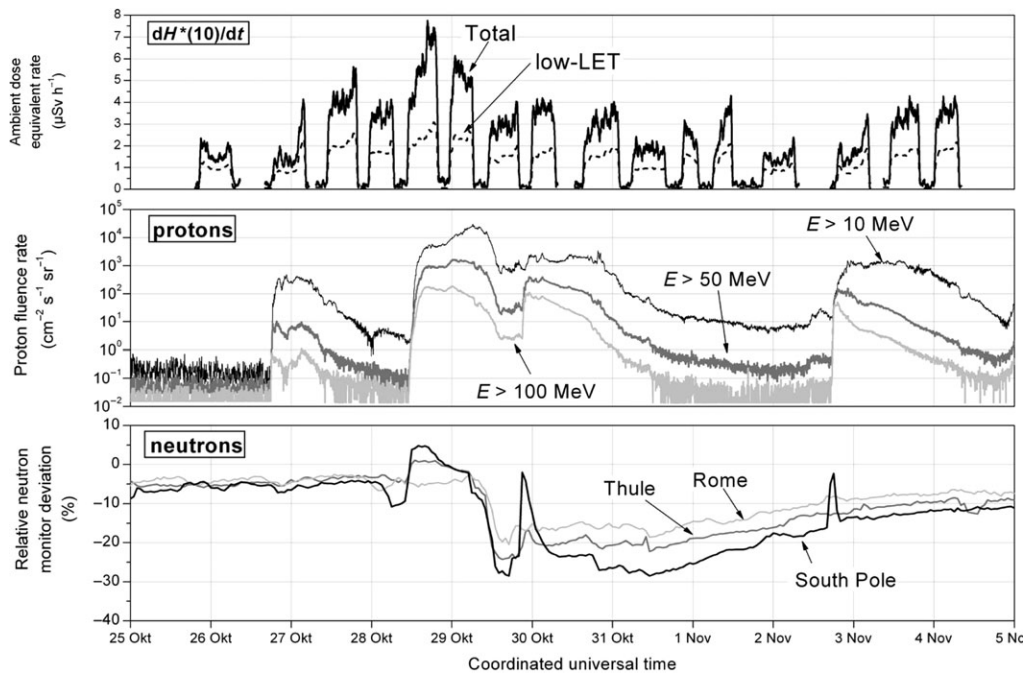 dH*(10)/dt
Total
low-LET
Ambient dose
equivalent rate
(µSv h⁻¹)
8
7
6
5
4
3
2
1
0
protons
E > 10 MeV
E > 50 MeV
E > 100 MeV
Proton fluence rate
(cm⁻² s⁻¹ sr⁻¹)
10⁵
10⁴
10³
10²
10¹
10⁰
10⁻¹
10⁻²
neutrons
Thule
Rome
South Pole
Relative neutron
monitor deviation
(%)
10
0
−10
−20
−30
−40
25 Okt 26 Okt 27 Okt 28 Okt 29 Okt 30 Okt 31 Okt 1 Nov 2 Nov 3 Nov 4 Nov 5 No
Coordinated universal time